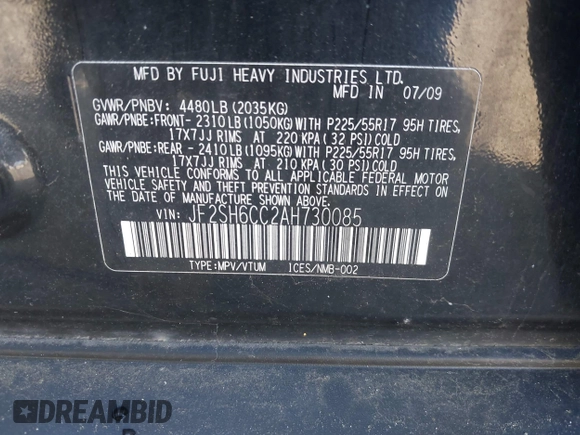 MFD BY FUJI HEAVY INDUSTRIES LTD.
MFD IN 07/09
GVWR/PNBV: 4480LB (2035KG)
GAWR/PNBE:FRONT- 2310LB (1050KG) WITH P225/55R17 95H TIRES,
17X7JJ RIMS AT 220 KPA (32 PSI) COLD
GAWR/PNBE:REAR - 2410LB (1095KG) WITH P225/55R17 95H TIRES,
17X7JJ RIMS AT 210 KPA (30 PSI) COLD
THIS VEHICLE CONFORMS TO ALL APPLICABLE FEDERAL MOTOR
VEHICLE SAFETY AND THEFT PREVENTION STANDARDS IN EFFECT
ON THE DATE OF MANUFACTURE SHOWN ABOVE.
VIN: JF2SH6CC2AH730085
TYPE:MPV/VTUM ICES/NMB-002
DREAMBID